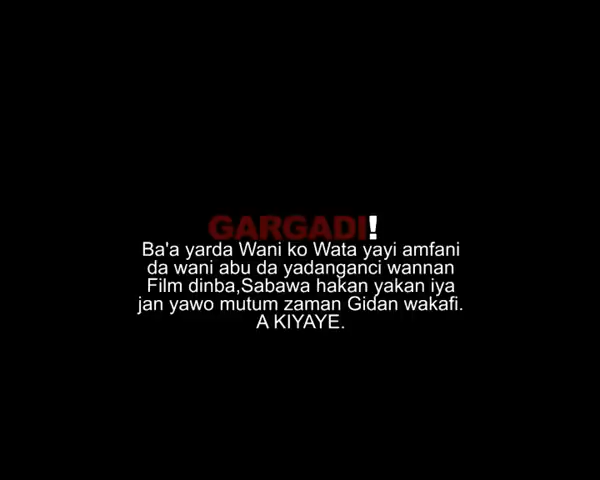 GARGADI!
Ba'a yarda Wani ko Wata yayi amfani
da wani abu da yadanganci wannan
Film dinba,Sabawa hakan yakan iya
jan yawo mutum zaman Gidan wakafi.
A KIYAYE.